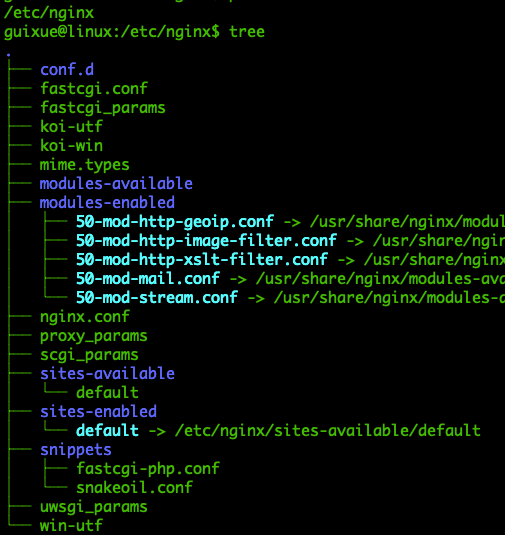 /etc/nginx
guixue@linux:/etc/nginx$ tree
.
├── conf.d
├── fastcgi.conf
├── fastcgi_params
├── koi-utf
├── koi-win
├── mime.types
├── modules-available
├── modules-enabled
│   ├── 50-mod-http-geoip.conf -> /usr/share/nginx/modul
│   ├── 50-mod-http-image-filter.conf -> /usr/share/ngin
│   ├── 50-mod-http-xslt-filter.conf -> /usr/share/nginx
│   ├── 50-mod-mail.conf -> /usr/share/nginx/modules-ava
│   └── 50-mod-stream.conf -> /usr/share/nginx/modules-a
├── nginx.conf
├── proxy_params
├── scgi_params
├── sites-available
│   └── default
├── sites-enabled
│   └── default -> /etc/nginx/sites-available/default
├── snippets
│   ├── fastcgi-php.conf
│   └── snakeoil.conf
├── uwsgi_params
└── win-utf